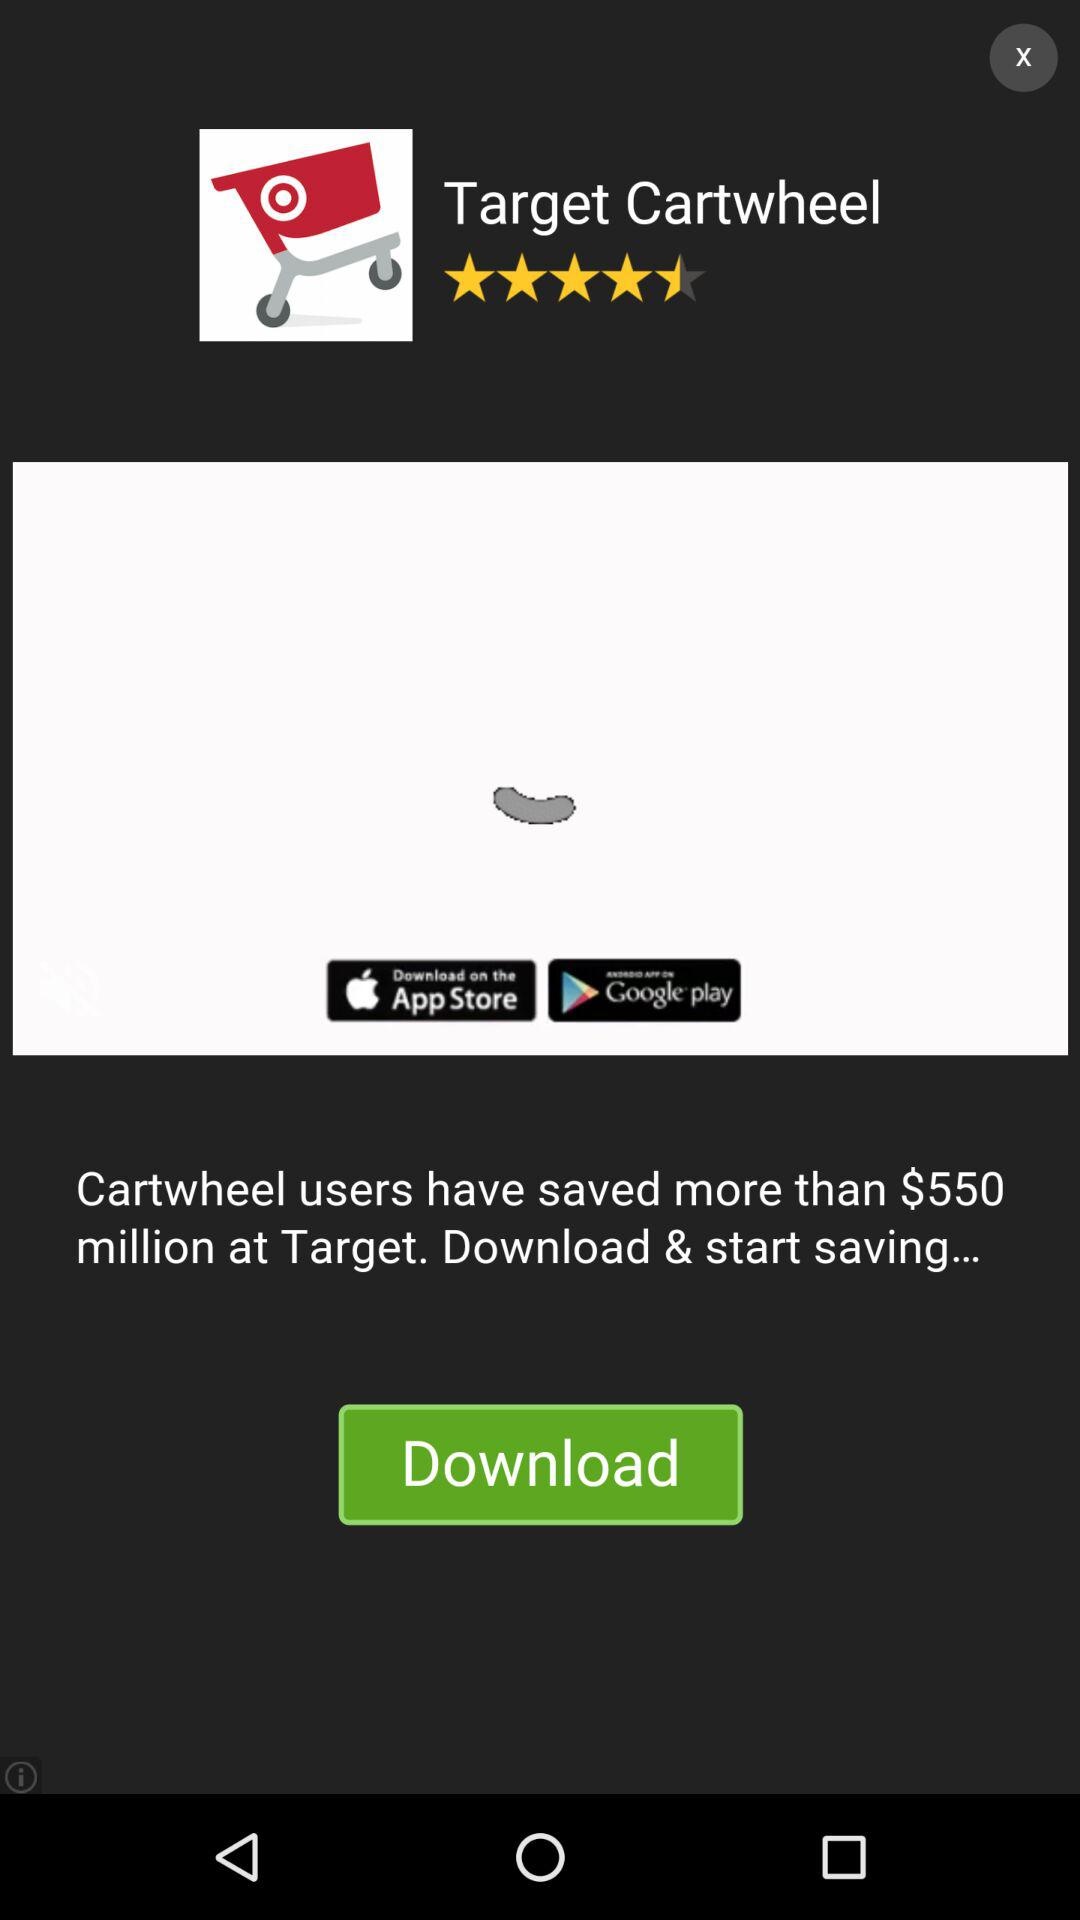 X
Target Cartwheel
Download on the
App Store
ANDROID APP ON
Google play
Cartwheel users have saved more than $550
million at Target. Download & start saving...
Download